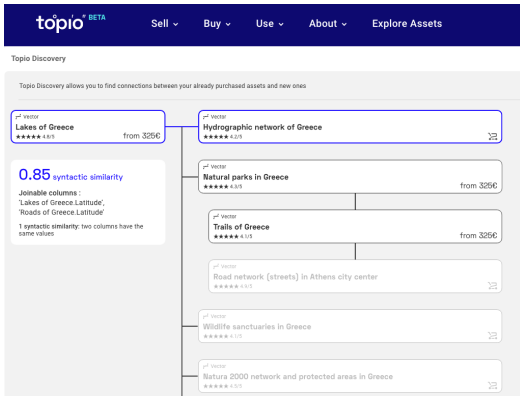 topio BETA
Sell Buy Use About Explore Assets
Topio Discovery
Topio Discovery allows you to find connections between your already purchased assets and new ones
Vector
Lakes of Greece
★★★★★ 4.8/5 from 325€
Vector
Hydrographic network of Greece
★★★★★ 4.2/5
0.85 syntactic similarity
Joinable columns :
'Lakes of Greece.Latitude',
'Roads of Greece.Latitude'
1 syntactic similarity: two columns have the
same values
Vector
Natural parks in Greece
★★★★★ 4.3/5 from 325€
Vector
Trails of Greece
★★★★★ 4.1/5 from 325€
Vector
Road network (streets) in Athens city center
★★★★★
Vector
Wildlife sanctuaries in Greece
★★★★★ 4.1/5
Vector
Natura 2000 network and protected areas in Greece
★★★★★